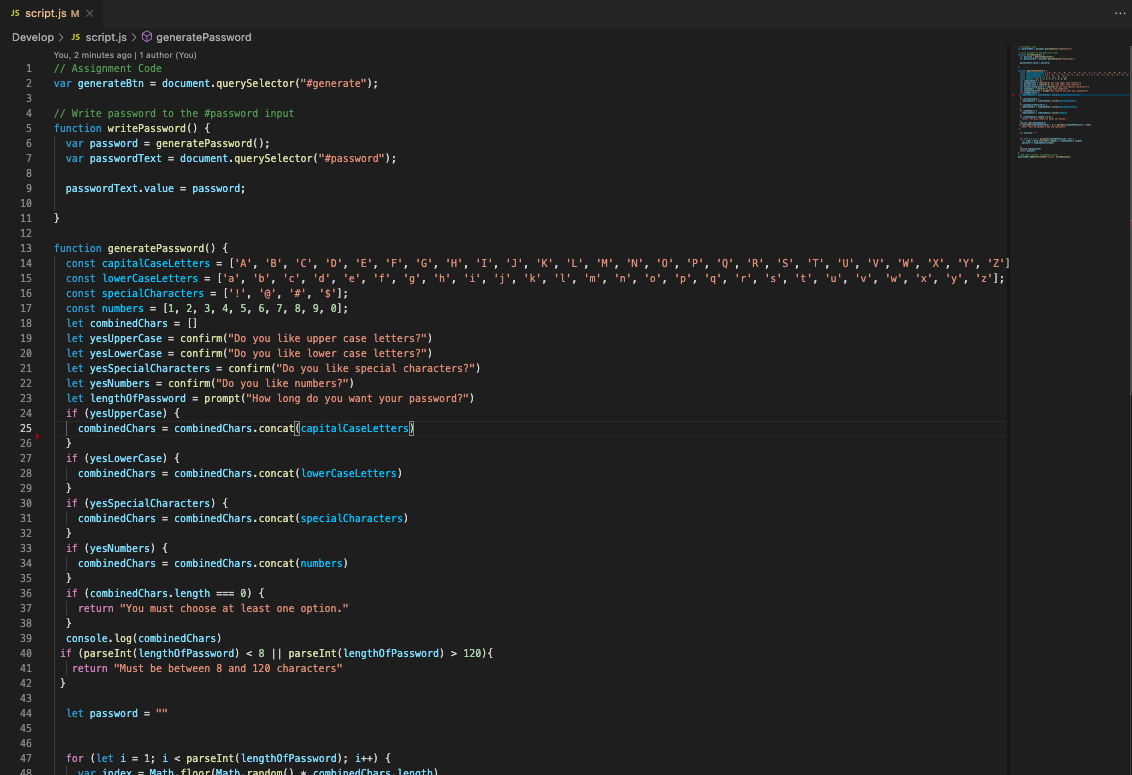 JS script.js M ×
...
Develop > JS script.js > generatePassword
You, 2 minutes ago | 1 author (You)
1 // Assignment Code
2 var generateBtn = document.querySelector("#generate");
3
4 // Write password to the #password input
5 function writePassword() {
6 var password = generatePassword();
7 var passwordText = document.querySelector("#password");
8
9 passwordText.value = password;
10
11 }
12
13 function generatePassword() {
14 const capitalCaseLetters = ['A', 'B', 'C', 'D', 'E', 'F', 'G', 'H', 'I', 'J', 'K', 'L', 'M', 'N', 'O', 'P', 'Q', 'R', 'S', 'T', 'U', 'V', 'W', 'X', 'Y', 'Z']
15 const lowerCaseLetters = ['a', 'b', 'c', 'd', 'e', 'f', 'g', 'h', 'i', 'j', 'k', 'l', 'm', 'n', 'o', 'p', 'q', 'r', 's', 't', 'u', 'v', 'w', 'x', 'y', 'z'];
16 const specialCharacters = ['!', '@', '#', '$'];
17 const numbers = [1, 2, 3, 4, 5, 6, 7, 8, 9, 0];
18 let combinedChars = []
19 let yesUpperCase = confirm("Do you like upper case letters?")
20 let yesLowerCase = confirm("Do you like lower case letters?")
21 let yesSpecialCharacters = confirm("Do you like special characters?")
22 let yesNumbers = confirm("Do you like numbers?")
23 let lengthOfPassword = prompt("How long do you want your password?")
24 if (yesUpperCase) {
25 combinedChars = combinedChars.concat(capitalCaseLetters)
26 }
27 if (yesLowerCase) {
28 combinedChars = combinedChars.concat(lowerCaseLetters)
29 }
30 if (yesSpecialCharacters) {
31 combinedChars = combinedChars.concat(specialCharacters)
32 }
33 if (yesNumbers) {
34 combinedChars = combinedChars.concat(numbers)
35 }
36 if (combinedChars.length === 0) {
37 return "You must choose at least one option."
38 }
39 console.log(combinedChars)
40 if (parseInt(lengthOfPassword) < 8 || parseInt(lengthOfPassword) > 120){
41 return "Must be between 8 and 120 characters"
42 }
43
44 let password = ""
45
46
47 for (let i = 1; i < parseInt(lengthOfPassword); i++) {
48 var index = Math.floor(Math.random() * combinedChars.length)